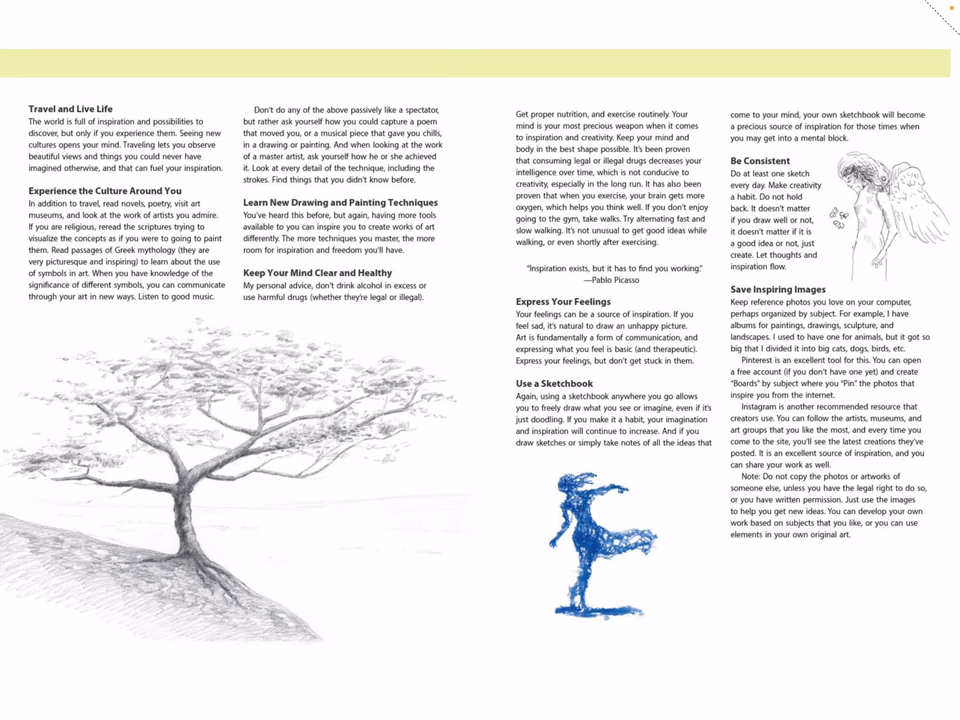 Travel and Live Life
The world is full of inspiration and possibilities to
discover, but only if you experience them. Seeing new
cultures opens your mind. Traveling lets you observe
beautiful views and things you could never have
imagined otherwise, and that can fuel your inspiration.
Experience the Culture Around You
In addition to travel, read novels, poetry, visit art
museums, and look at the work of artists you admire.
If you are religious, reread the scriptures trying to
visualize the concepts as if you were to going to paint
them. Read passages of Greek mythology (they are
very picturesque and inspiring) to learn about the use
of symbols in art. When you have knowledge of the
significance of different symbols, you can communicate
through your art in new ways. Listen to good music.
Don't do any of the above passively like a spectator,
but rather ask yourself how you could capture a poem
that moved you, or a musical piece that gave you chills,
in a drawing or painting. And when looking at the work
of a master artist, ask yourself how he or she achieved
it. Look at every detail of the technique, including the
strokes. Find things that you didn't know before.
Learn New Drawing and Painting Techniques
You've heard this before, but again, having more tools
available to you can inspire you to create works of art
differently. The more techniques you master, the more
room for inspiration and freedom you'll have.
Keep Your Mind Clear and Healthy
My personal advice, don't drink alcohol in excess or
use harmful drugs (whether they're legal or illegal).
Get proper nutrition, and exercise routinely. Your
mind is your most precious weapon when it comes
to inspiration and creativity. Keep your mind and
body in the best shape possible. It's been proven
that consuming legal or illegal drugs decreases your
intelligence over time, which is not conducive to
creativity, especially in the long run. It has also been
proven that when you exercise, your brain gets more
oxygen, which helps you think well. If you don't enjoy
going to the gym, take walks. Try alternating fast and
slow walking. It's not unusual to get good ideas while
walking, or even shortly after exercising.
"Inspiration exists, but it has to find you working."
—Pablo Picasso
Express Your Feelings
Your feelings can be a source of inspiration. If you
feel sad, it's natural to draw an unhappy picture.
Art is fundamentally a form of communication, and
expressing what you feel is basic (and therapeutic).
Express your feelings, but don't get stuck in them.
Use a Sketchbook
Again, using a sketchbook anywhere you go allows
you to freely draw what you see or imagine, even if it's
just doodling. If you make it a habit, your imagination
and inspiration will continue to increase. And if you
draw sketches or simply take notes of all the ideas that
come to your mind, your own sketchbook will become
a precious source of inspiration for those times when
you may get into a mental block.
Be Consistent
Do at least one sketch
every day. Make creativity
a habit. Do not hold
back. It doesn't matter
if you draw well or not,
it doesn't matter if it is
a good idea or not, just
create. Let thoughts and
inspiration flow.
Save Inspiring Images
Keep reference photos you love on your computer,
perhaps organized by subject. For example, I have
albums for paintings, drawings, sculpture, and
landscapes. I used to have one for animals, but it got so
big that I divided it into big cats, dogs, birds, etc.
Pinterest is an excellent tool for this. You can open
a free account (if you don't have one yet) and create
"Boards" by subject where you "Pin" the photos that
inspire you from the internet.
Instagram is another recommended resource that
creators use. You can follow the artists, museums, and
art groups that you like the most, and every time you
come to the site, you'll see the latest creations they've
posted. It is an excellent source of inspiration, and you
can share your work as well.
Note: Do not copy the photos or artworks of
someone else, unless you have the legal right to do so,
or you have written permission. Just use the images
to help you get new ideas. You can develop your own
work based on subjects that you like, or you can use
elements in your own original art.